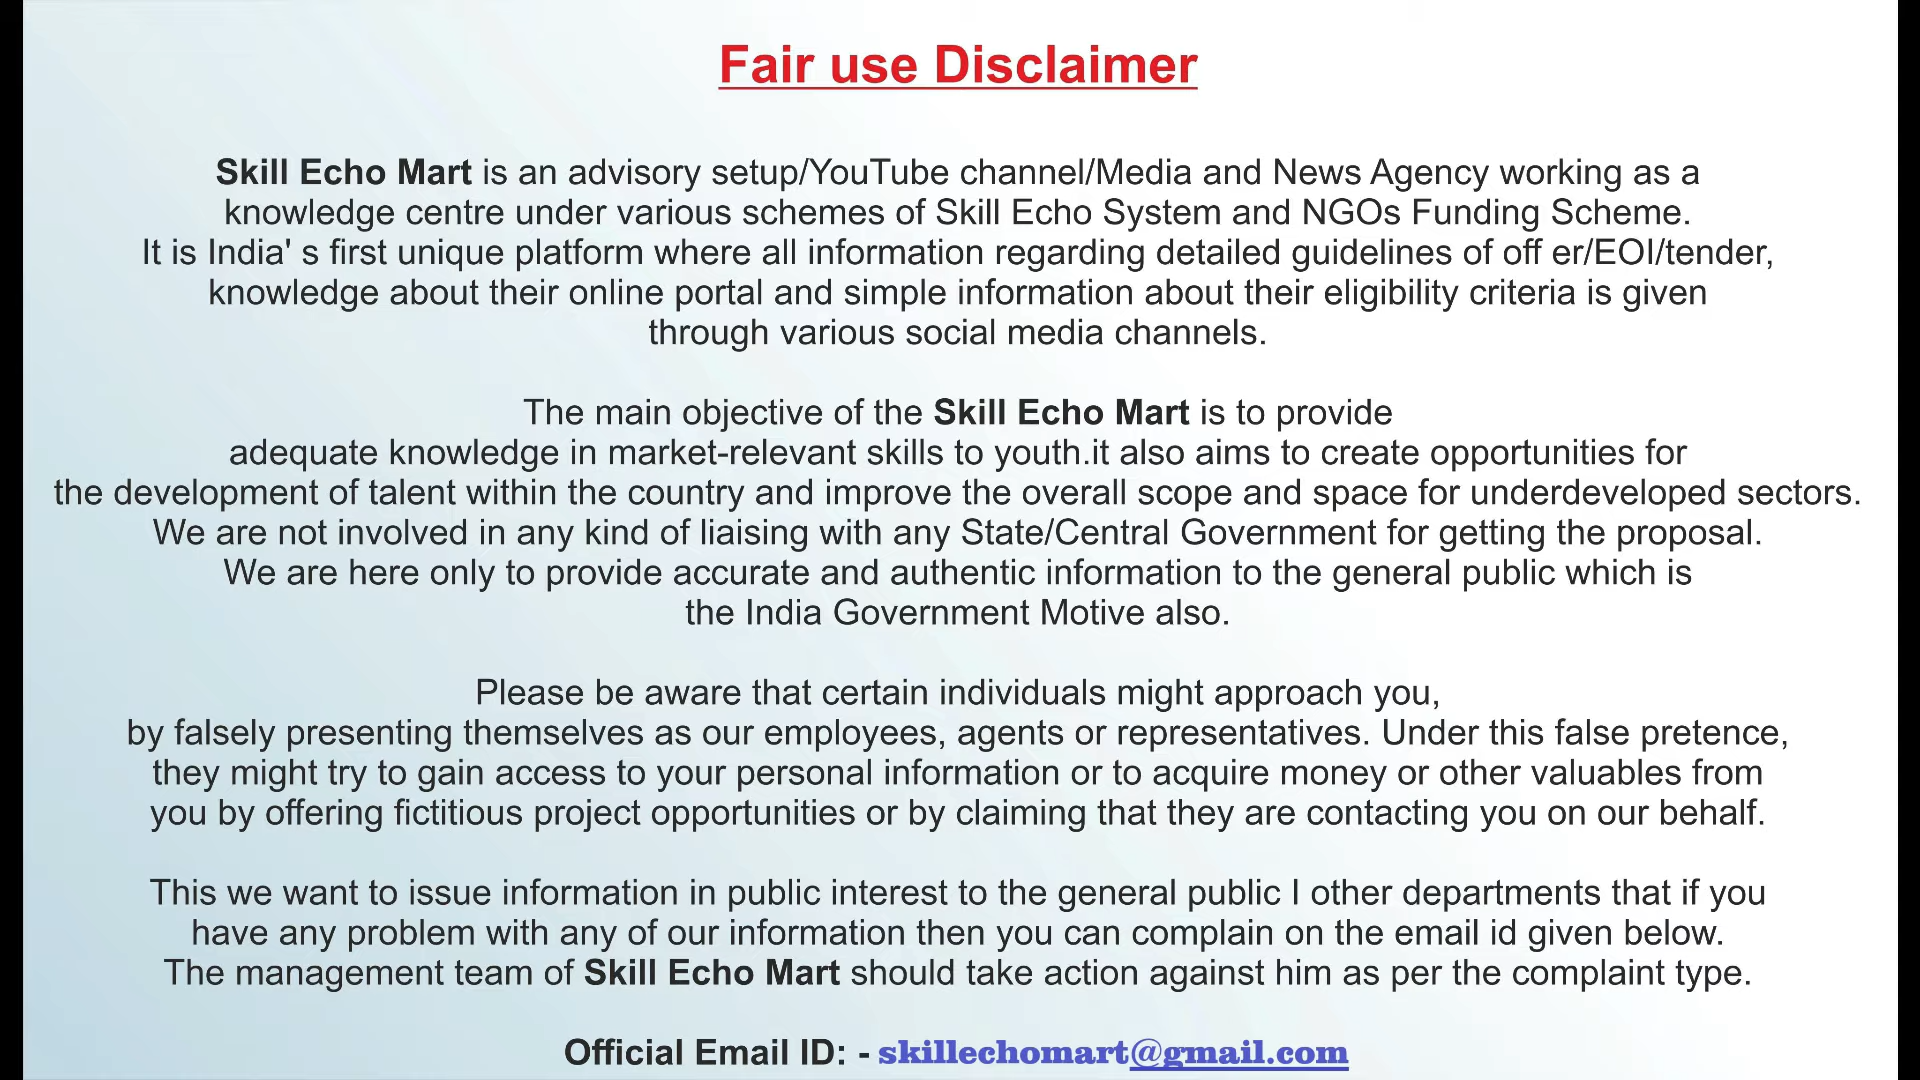 Fair use Disclaimer
Skill Echo Mart is an advisory setup/YouTube channel/Media and News Agency working as a
knowledge centre under various schemes of Skill Echo System and NGOs Funding Scheme.
It is India' s first unique platform where all information regarding detailed guidelines of off er/EOI/tender,
knowledge about their online portal and simple information about their eligibility criteria is given
through various social media channels.
The main objective of the Skill Echo Mart is to provide
adequate knowledge in market-relevant skills to youth.it also aims to create opportunities for
the development of talent within the country and improve the overall scope and space for underdeveloped sectors.
We are not involved in any kind of liaising with any State/Central Government for getting the proposal.
We are here only to provide accurate and authentic information to the general public which is
the India Government Motive also.
Please be aware that certain individuals might approach you,
by falsely presenting themselves as our employees, agents or representatives. Under this false pretence,
they might try to gain access to your personal information or to acquire money or other valuables from
you by offering fictitious project opportunities or by claiming that they are contacting you on our behalf.
This we want to issue information in public interest to the general public I other departments that if you
have any problem with any of our information then you can complain on the email id given below.
The management team of Skill Echo Mart should take action against him as per the complaint type.
Official Email ID: - skillechomart@gmail.com